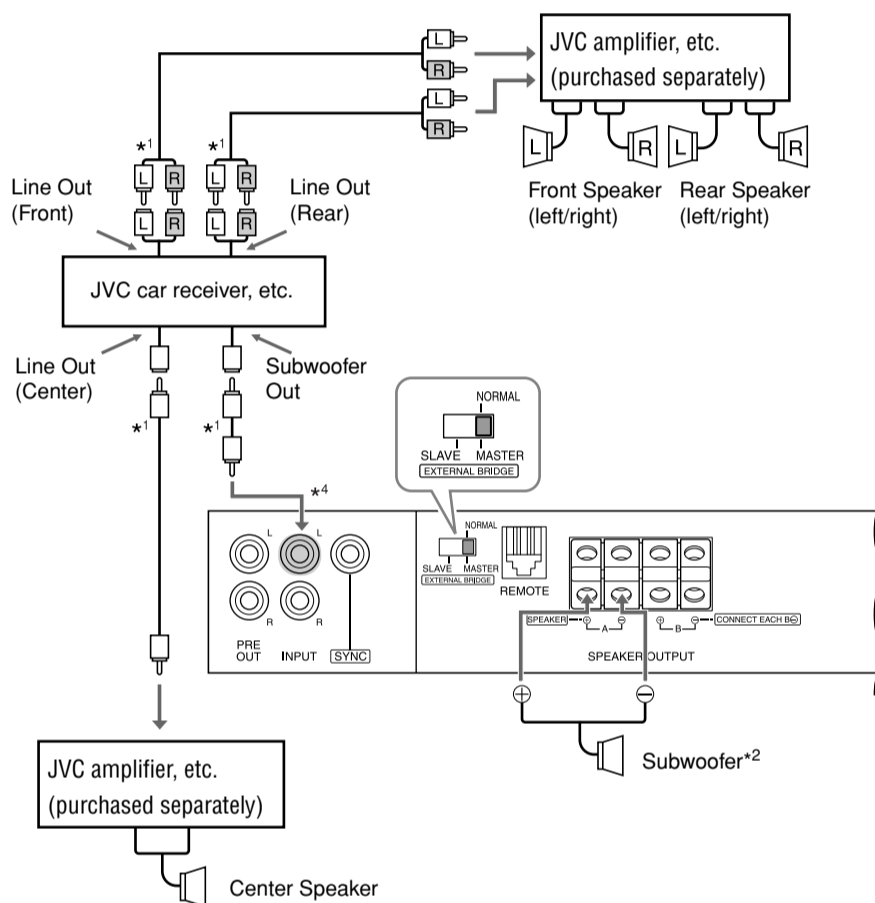 L
R
L
R
JVC amplifier, etc.
(purchased separately)
L
R
L
R
Front Speaker
(left/right)
Rear Speaker
(left/right)
*1
*1
L
R
L
R
Line Out
(Front)
Line Out
(Rear)
L
R
L
R
JVC car receiver, etc.
Line Out
(Center)
Subwoofer
Out
*1
*1
*4
NORMAL
SLAVE MASTER
EXTERNAL BRIDGE
L
L
R
R
PRE
OUT
INPUT
SYNC
NORMAL
SLAVE MASTER
EXTERNAL BRIDGE
REMOTE
SPEAKER ⊕ A ⊖ ⊕ B ⊖ CONNECT EACH B⊖
SPEAKER OUTPUT
⊕ ⊖
Subwoofer*2
JVC amplifier, etc.
(purchased separately)
Center Speaker